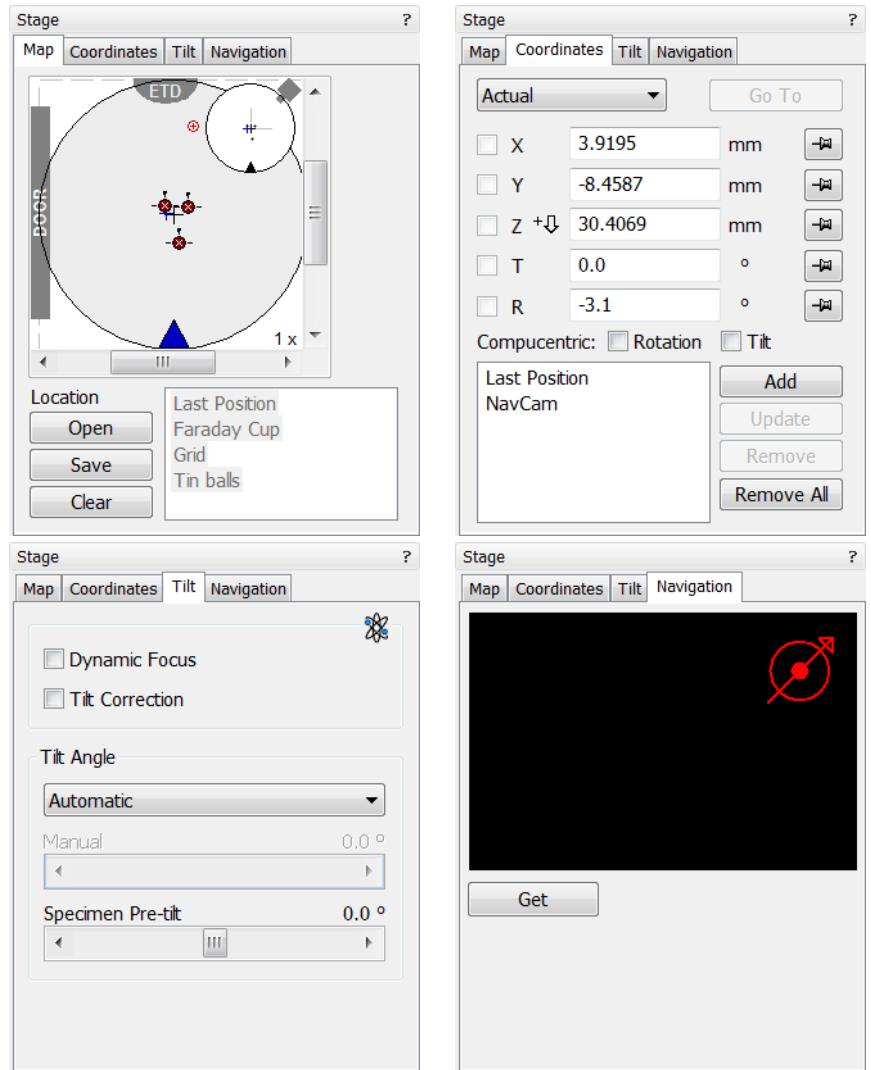 Stage ?
Map Coordinates Tilt Navigation
ETD
DOOR
1 x
Location
Open
Save
Clear
Last Position
Faraday Cup
Grid
Tin balls
Stage ?
Map Coordinates Tilt Navigation
Actual Go To
X 3.9195 mm
Y -8.4587 mm
Z + 30.4069 mm
T 0.0 °
R -3.1 °
Compucentric: Rotation Tilt
Last Position
NavCam
Add
Update
Remove
Remove All
Stage ?
Map Coordinates Tilt Navigation
Dynamic Focus
Tilt Correction
Tilt Angle
Automatic
Manual 0.0 °
Specimen Pre-tilt 0.0 °
Stage ?
Map Coordinates Tilt Navigation
Get